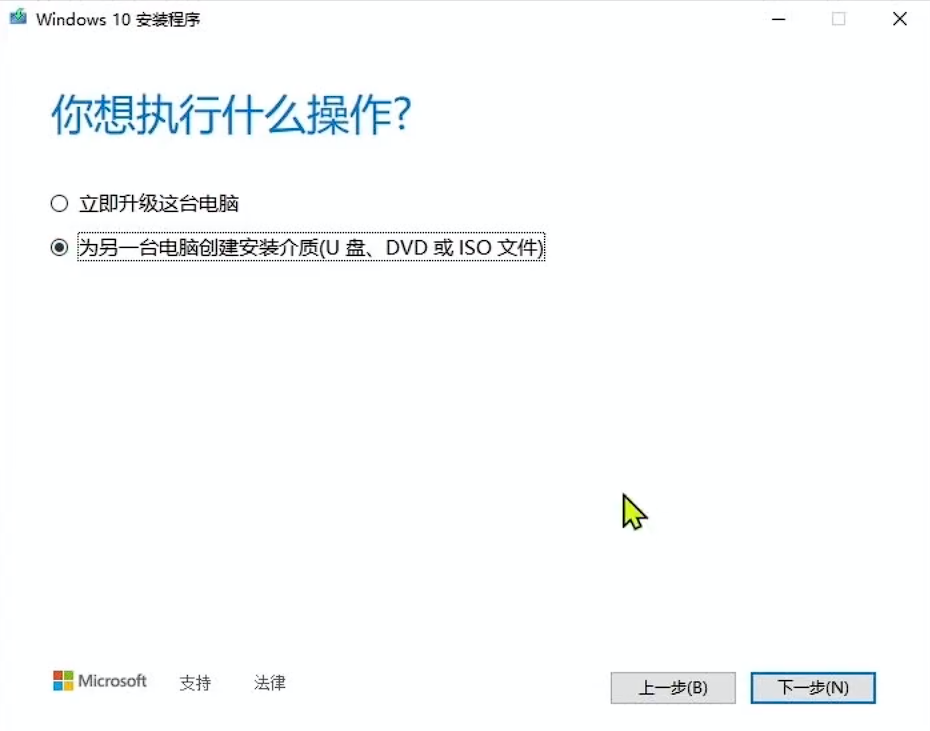 Windows 10 安装程序
你想执行什么操作?
立即升级这台电脑
为另一台电脑创建安装介质(U 盘、DVD 或 ISO 文件)
Microsoft 支持 法律 上一步(B) 下一步(N)